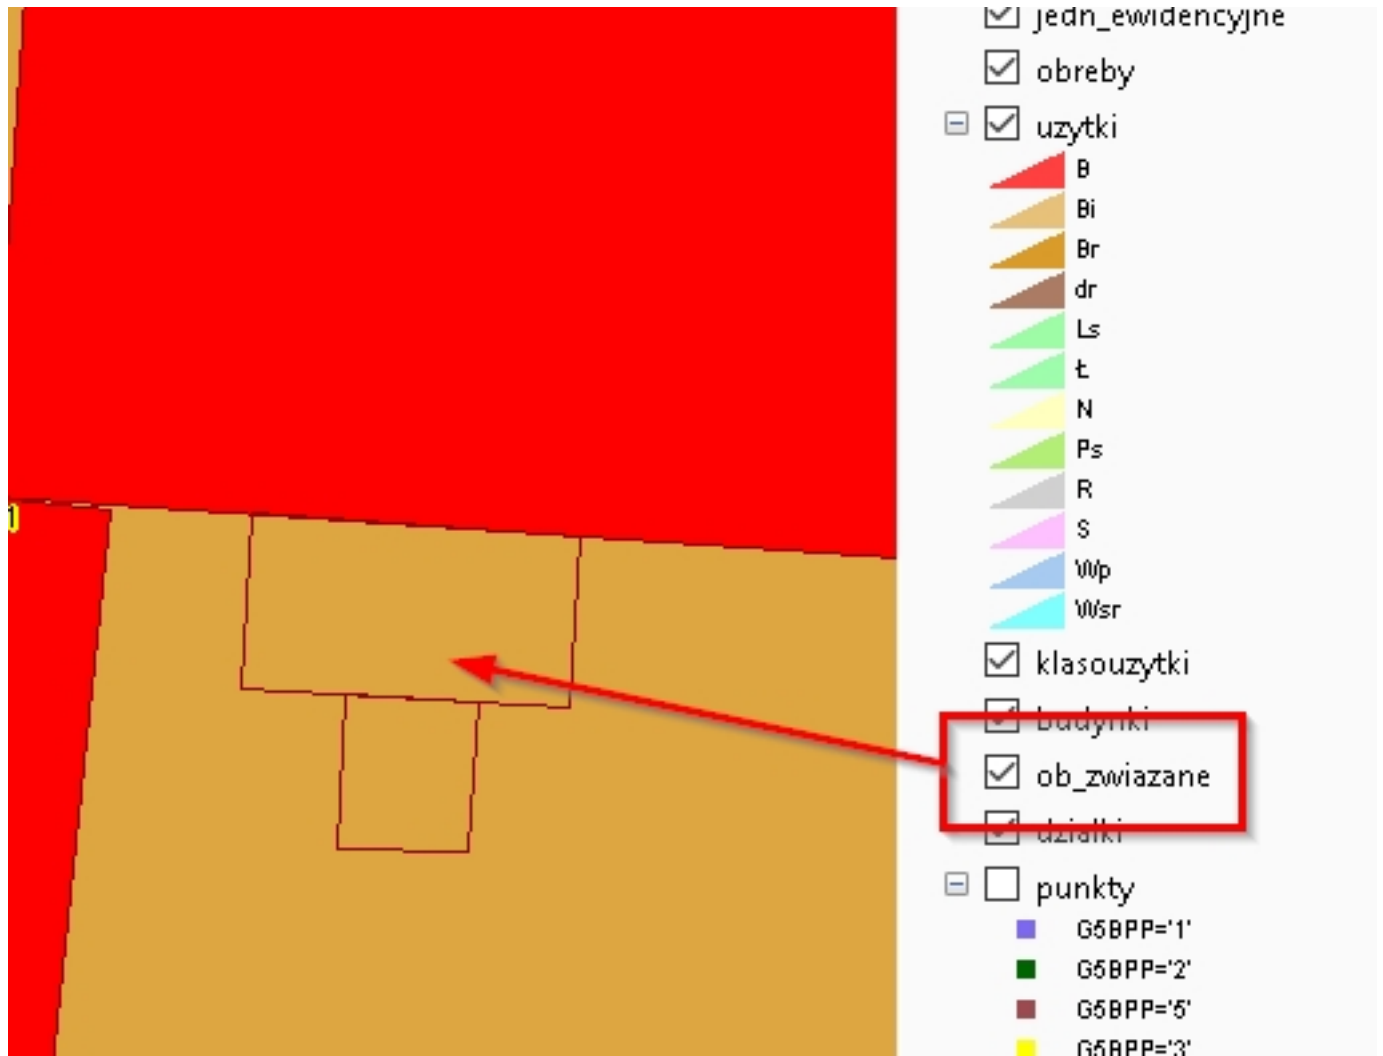 jedn_ewidencyjne
obreby
uzytki
B
Bi
Br
dr
Ls
Ł
N
Ps
R
S
Wp
Wsr
klasouzytki
budynki
ob_zwiazane
dzialki
punkty
G5BPP='1'
G5BPP='2'
G5BPP='5'
G5BPP='3'
1